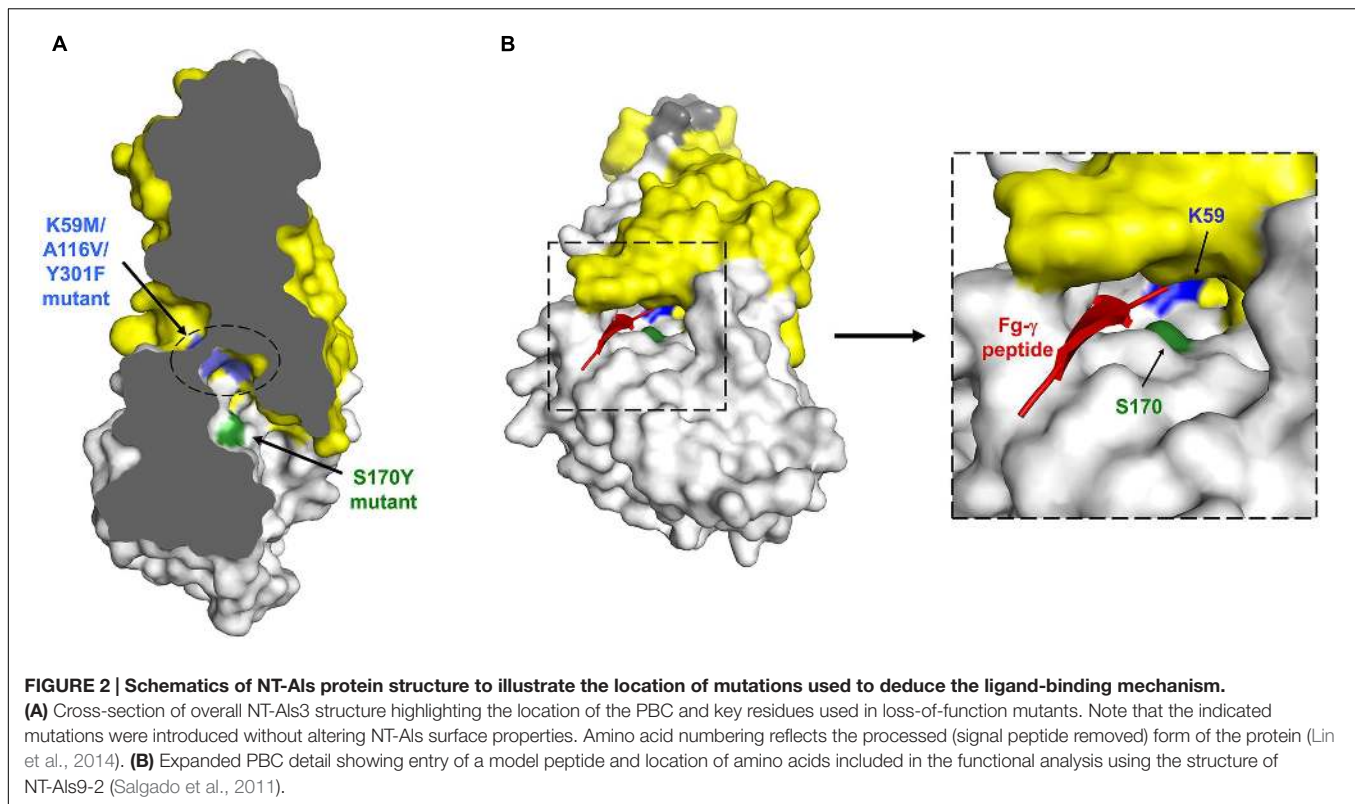 A
B
K59M/
A116V/
Y301F
mutant
S170Y
mutant
K59
Fg-γ
peptide
S170
FIGURE 2 | Schematics of NT-Als protein structure to illustrate the location of mutations used to deduce the ligand-binding mechanism.
(A) Cross-section of overall NT-Als3 structure highlighting the location of the PBC and key residues used in loss-of-function mutants. Note that the indicated
mutations were introduced without altering NT-Als surface properties. Amino acid numbering reflects the processed (signal peptide removed) form of the protein (Lin
et al., 2014). (B) Expanded PBC detail showing entry of a model peptide and location of amino acids included in the functional analysis using the structure of
NT-Als9-2 (Salgado et al., 2011).